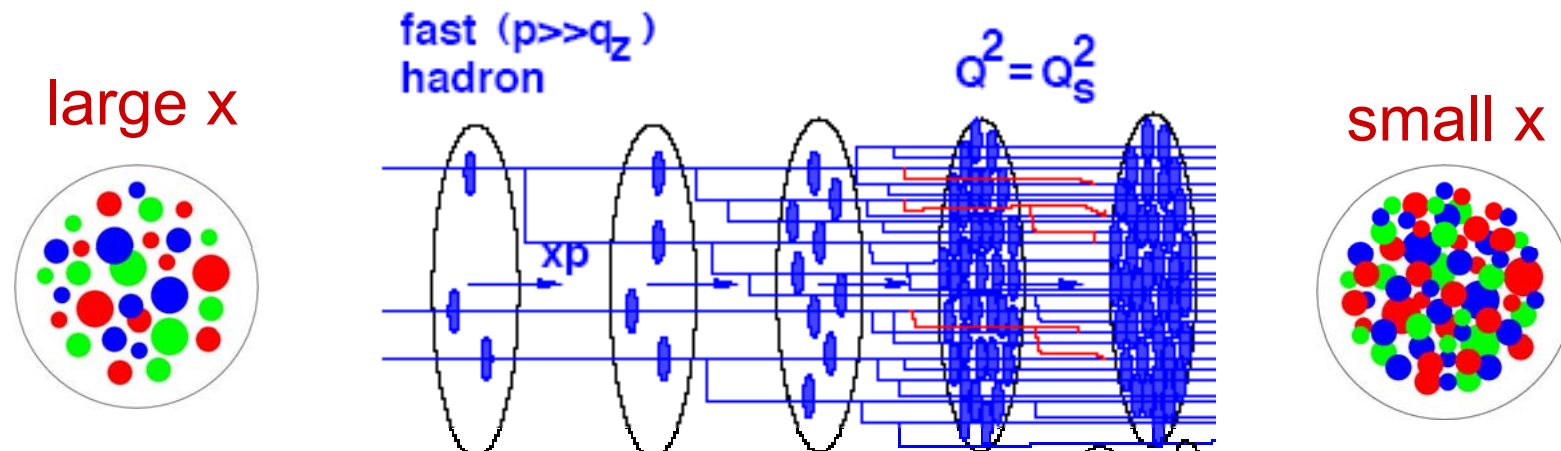 large x
fast (p>>q_z)
hadron
xp
Q^2 = Q_s^2
small x